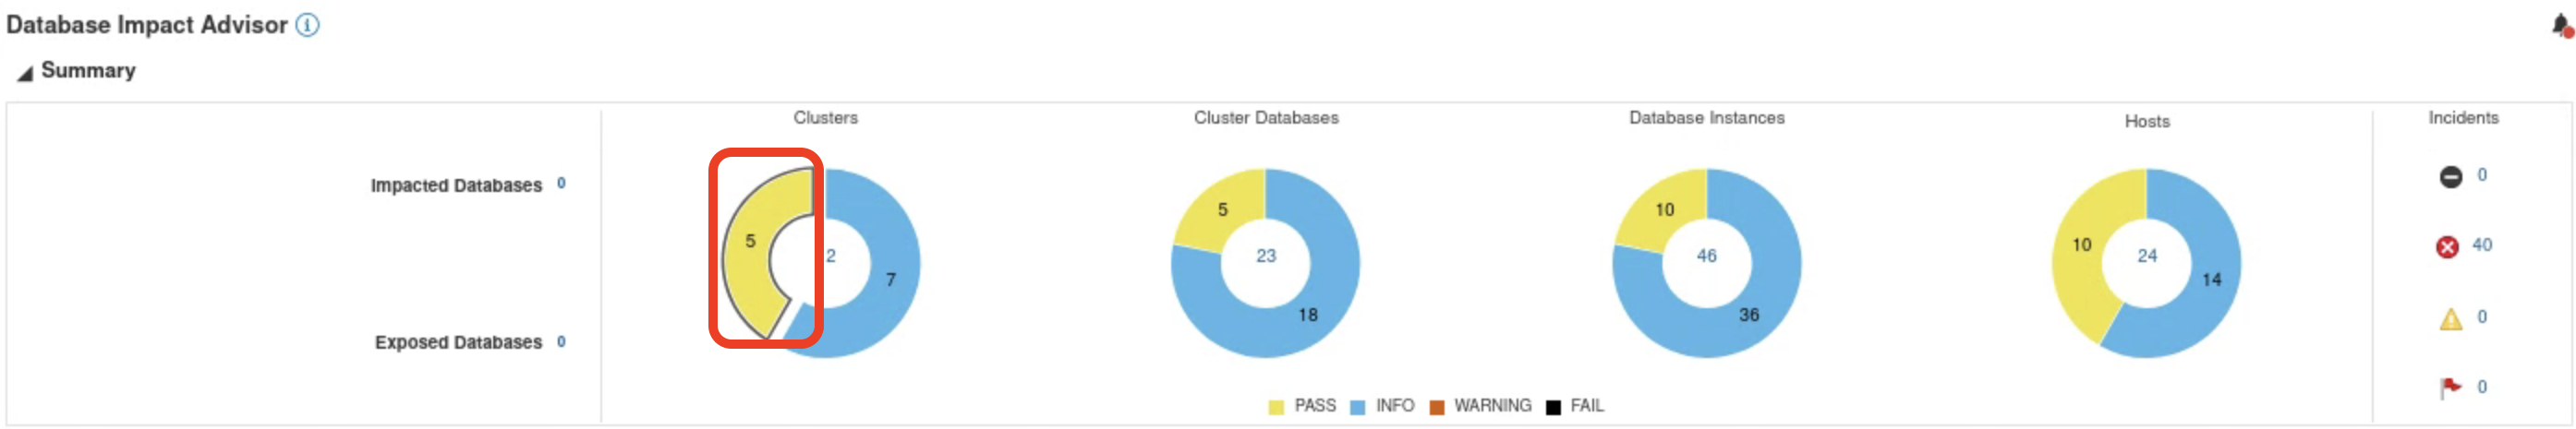 Database Impact Advisor
Summary
Impacted Databases 0
Exposed Databases 0
Clusters
5
2
7
Cluster Databases
5
23
18
Database Instances
10
46
36
Hosts
10
24
14
PASS INFO WARNING FAIL
Incidents
0
40
0
0